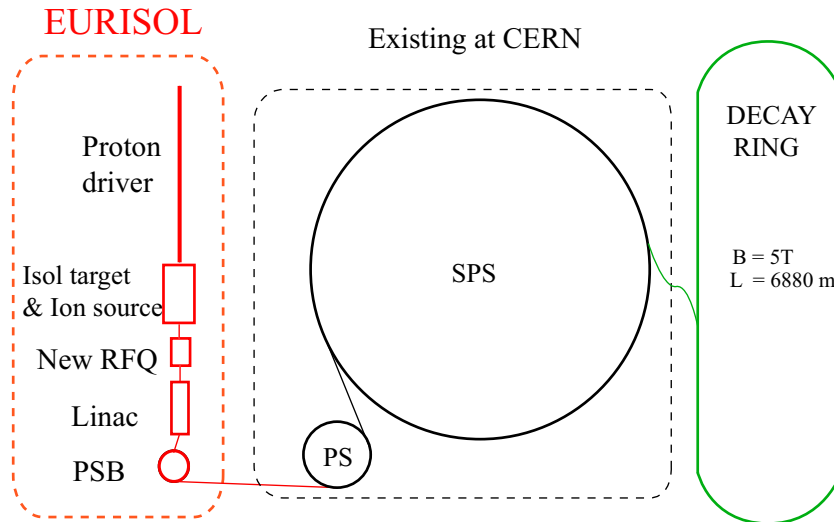 EURISOL
Existing at CERN
Proton
driver
Isol target
& Ion source
New RFQ
Linac
PSB
PS
SPS
DECAY
RING
B = 5T
L = 6880 m